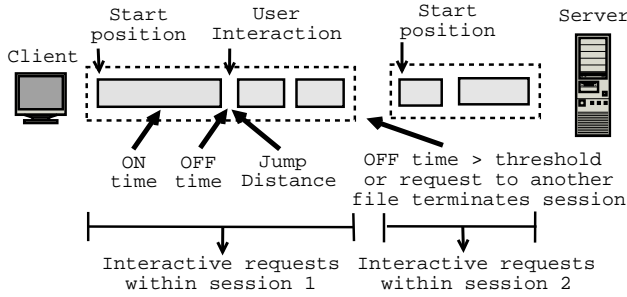 Start
position
User
Interaction
Start
position
Server
Client
ON
time
OFF
time
Jump
Distance
OFF time > threshold
or request to another
file terminates session
Interactive requests
within session 1
Interactive requests
within session 2